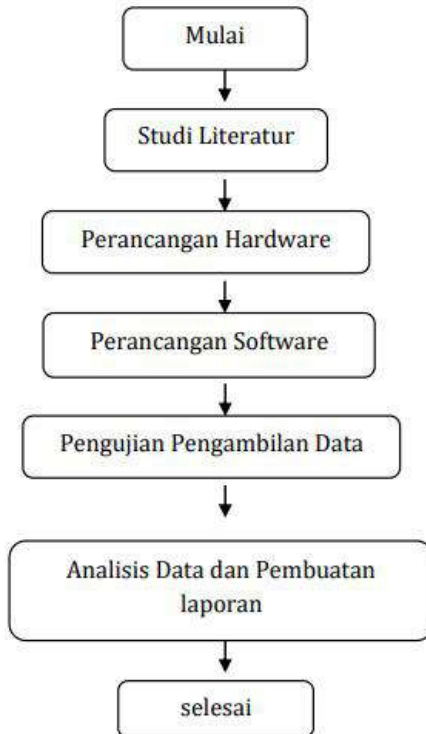 Mulai
Studi Literatur
Perancangan Hardware
Perancangan Software
Pengujian Pengambilan Data
Analisis Data dan Pembuatan
laporan
selesai